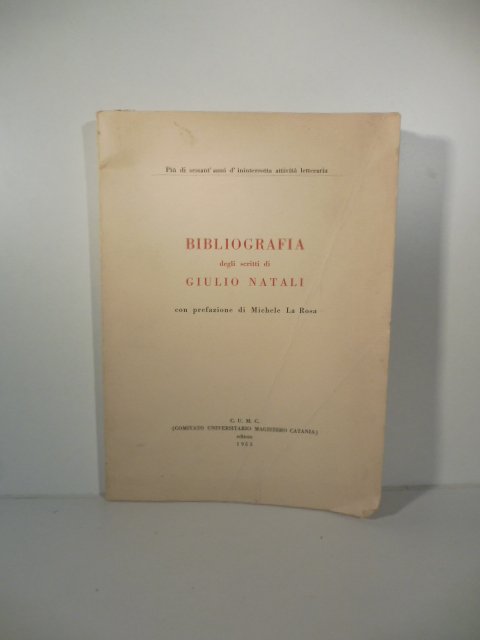 Più di sessant'anni d'ininterrotta attività letteraria
BIBLIOGRAFIA
degli scritti di
GIULIO NATALI
con prefazione di Michele La Rosa
C. U. M. C.
(COMITATO UNIVERSITARIO MAGISTERO CATANIA)
editore